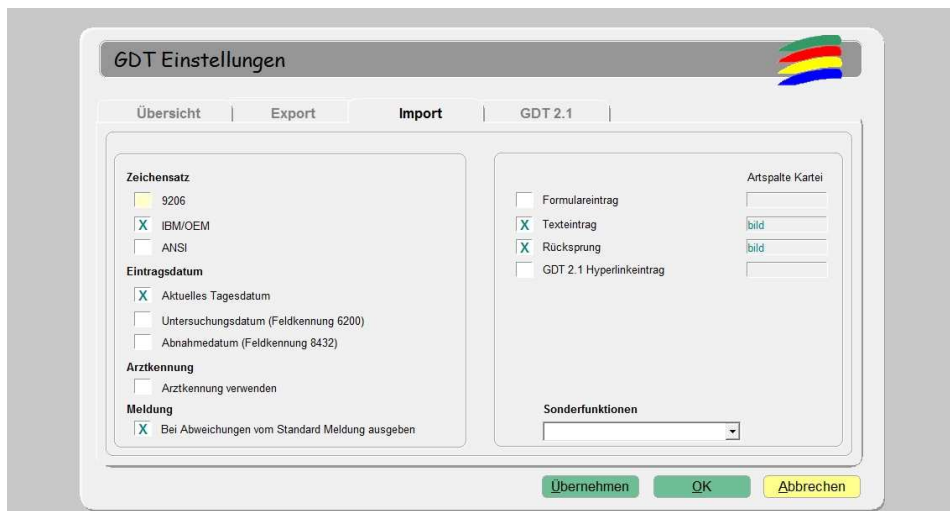 GDT Einstellungen
Übersicht | Export Import | GDT 2.1 |
Zeichensatz
9206
X IBM/OEM
ANSI
Eintragsdatum
X Aktuelles Tagesdatum
Untersuchungsdatum (Feldkennung 6200)
Abnahmedatum (Feldkennung 8432)
Arztkennung
Arztkennung verwenden
Meldung
X Bei Abweichungen vom Standard Meldung ausgeben
Artspalte Kartei
Formulareintrag
X Texteintrag bild
X Rücksprung bild
GDT 2.1 Hyperlinkeintrag
Sonderfunktionen
Übernehmen OK Abbrechen